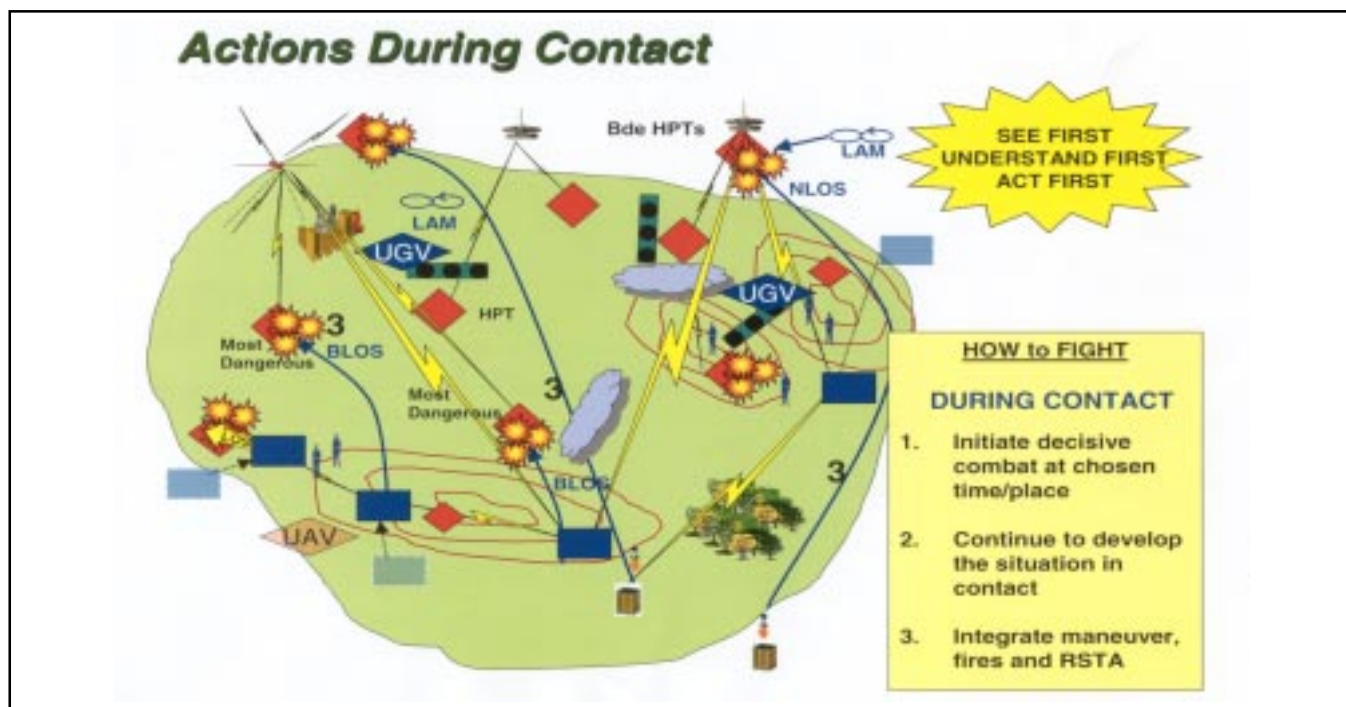 Actions During Contact
Bde HPTs
LAM
SEE FIRST
UNDERSTAND FIRST
ACT FIRST
NLOS
LAM
UGV
UGV
HPT
3
BLOS
Most
Dangerous
3
Most
Dangerous
BLOS
UAV
3
HOW to FIGHT
DURING CONTACT
1. Initiate decisive
combat at chosen
time/place
2. Continue to develop
the situation in
contact
3. Integrate maneuver,
fires and RSTA